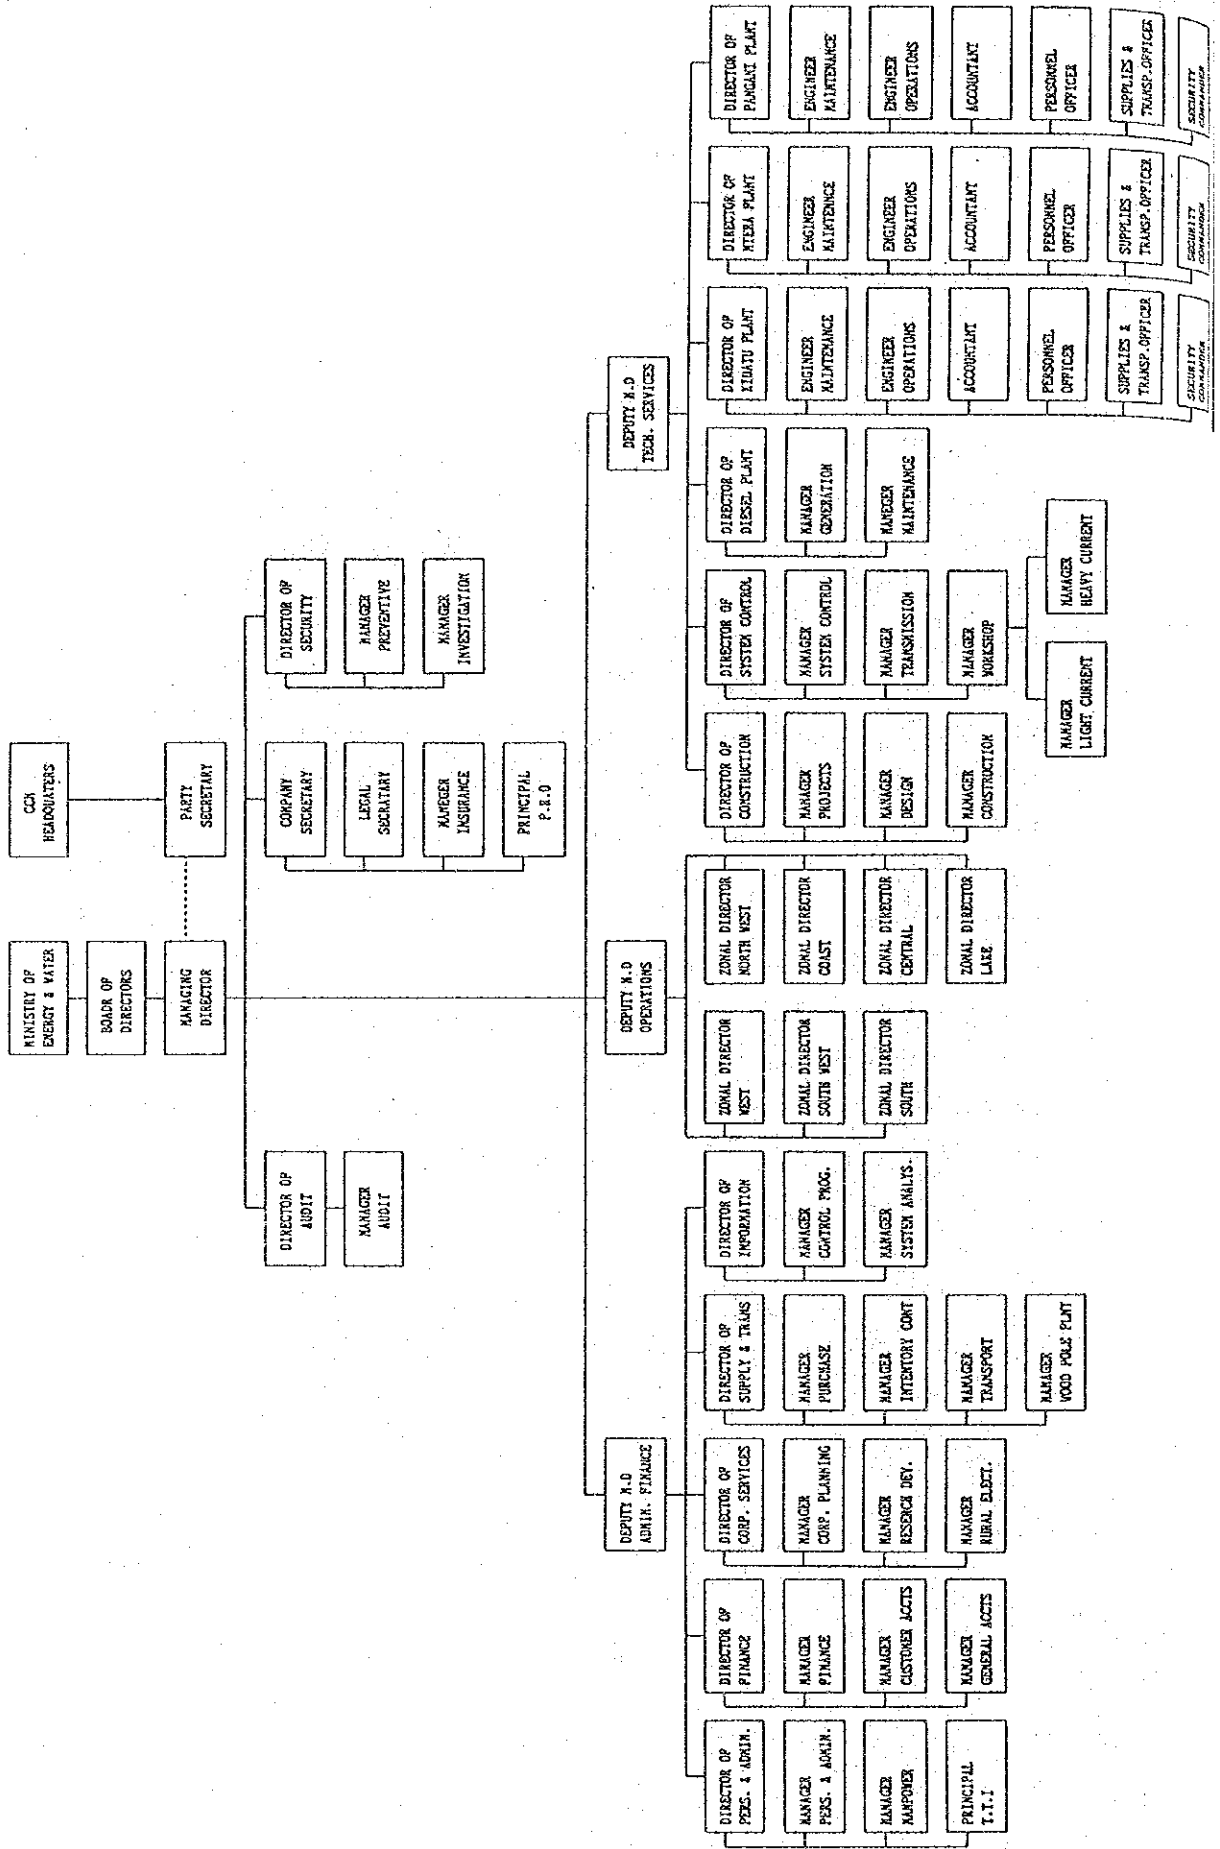 MINISTRY OF
ENERGY & WATER
CCM
HEADQUATERS
BOADR OF
DIRECTORS
MANAGING
DIRECTOR
PARTY
SECRETARY
DIRECTOR OF
AUDIT
MANAGER
AUDIT
COMPANY
SECRETARY
LEGAL
SECRATARY
MANEGER
INSURANCE
PRINCIPAL
P.R.O
DIRECTOR OF
SECURITY
MANAGER
PREVENTIVE
MANAGER
INVESTIGATION
DEPUTY M.D
ADMIN. FINANCE
DEPUTY M.D
OPERATIONS
DEPUTY M.D
TECH. SERVICES
DIRECTOR OF
PERS. & ADMIN.
MANAGER
PERS. & ADMIN.
MANAGER
MANPOWER
PRINCIPAL
T.T.I
DIRECTOR OF
FINANCE
MANAGER
FINANCE
MANAGER
CUSTOMER ACCTS
MANAGER
GENERAL ACCTS
DIRECTOR OF
CORP. SERVICES
MANAGER
CORP. PLANNING
MANAGER
RESERCH DEV.
MANAGER
RURAL ELECT.
DIRECTOR OF
SUPPLY & TRANS
MANAGER
PURCHASE
MANAGER
INTENTORY CONT
MANAGER
TRANSPORT
MANAGER
WOOD POLE PLNT
DIRECTOR OF
INFORMATION
MANAGER
CONTROL PROG.
MANAGER
SYSTEM ANALYS.
ZONAL DIRECTOR
WEST
ZONAL DIRECTOR
SOUTH WEST
ZONAL DIRECTOR
SOUTH
ZONAL DIRECTOR
NORTH WEST
ZONAL DIRECTOR
COAST
ZONAL DIRECTOR
CENTRAL
ZONAL DIRECTOR
LAKE
DIRECTOR OF
CONSTRUCTION
MANAGER
PROJECTS
MANAGER
DESIGN
MANAGER
CONSTRUCTION
DIRECTOR OF
SYSTEM CONTROL
MANAGER
SYSTEM CONTROL
MANAGER
TRANSMISSION
MANAGER
WORKSHOP
MANAGER
LIGHT CURRENT
MANAGER
HEAVY CURRENT
DIRECTOR OF
DIESEL PLANT
MANAGER
GENERATION
MANEGER
MAINTENANCE
DIRECTOR OF
KIDATU PLANT
ENGINEER
MAINTENANCE
ENGINEER
OPERATIONS
ACCOUNTANT
PERSONNEL
OFFICER
SUPPLIES &
TRANSP.OFFICER
SECURITY
COMMANDER
DIRECTOR OF
MTERA PLANT
ENGINEER
MAINTENNCE
ENGINEER
OPERATIONS
ACCOUNTANT
PERSONNEL
OFFICER
SUPPLIES &
TRANSP.OFFICER
SECURITY
COMMANDER
DIRECTOR OF
PANGANI PLANT
ENGINEER
MAINTENANCE
ENGINEER
OPERATIONS
ACCOUNTANT
PERSONNEL
OFFICER
SUPPLIES &
TRANSP.OFFICER
SECURITY
COMMANDER